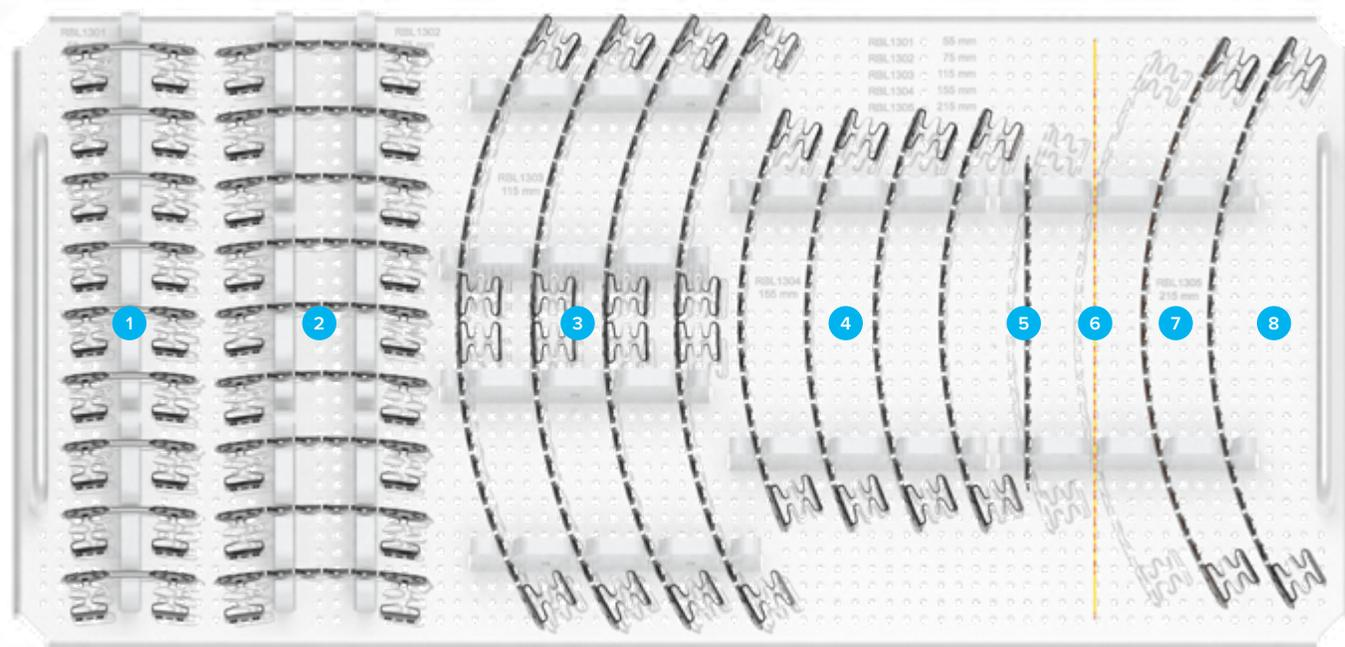 RBL1301
RBL1302
RBL1301 55 mm
RBL1302 75 mm
RBL1303 115 mm
RBL1304 155 mm
RBL1305 215 mm
RBL1303
115 mm
RBL1304
155 mm
RBL1305
215 mm
1
2
3
4
5
6
7
8